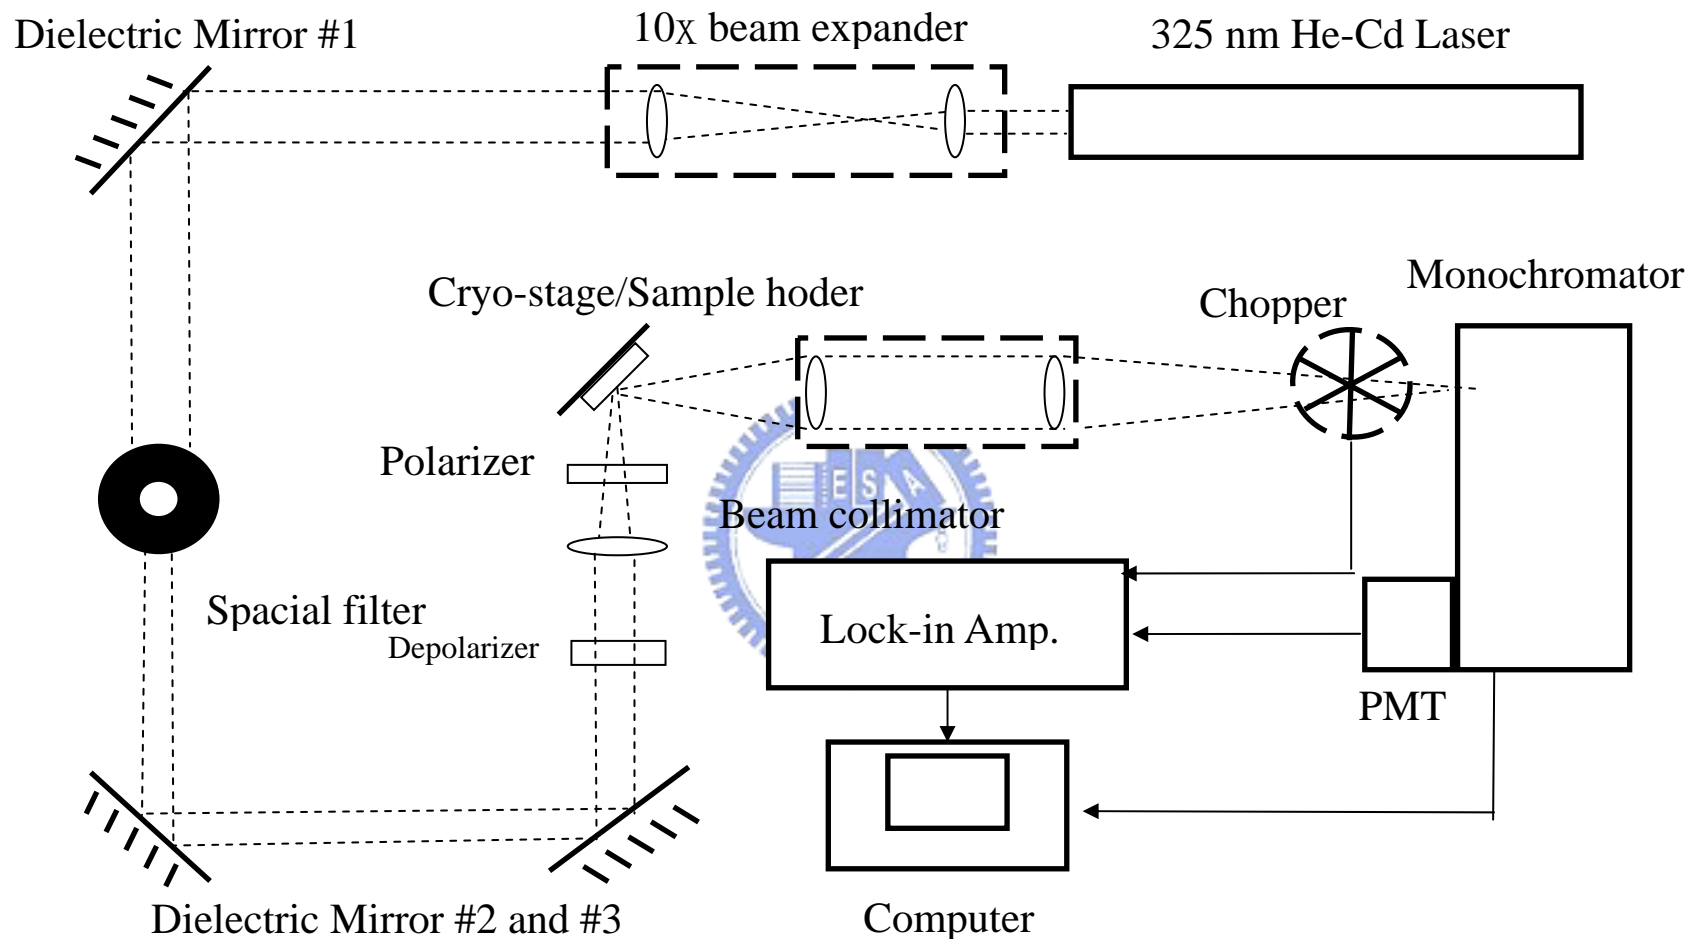 Dielectric Mirror #1
10x beam expander
325 nm He-Cd Laser
Cryo-stage/Sample hoder
Chopper
Monochromator
Polarizer
Beam collimator
ESA
Spacial filter
Depolarizer
Lock-in Amp.
PMT
Dielectric Mirror #2 and #3
Computer